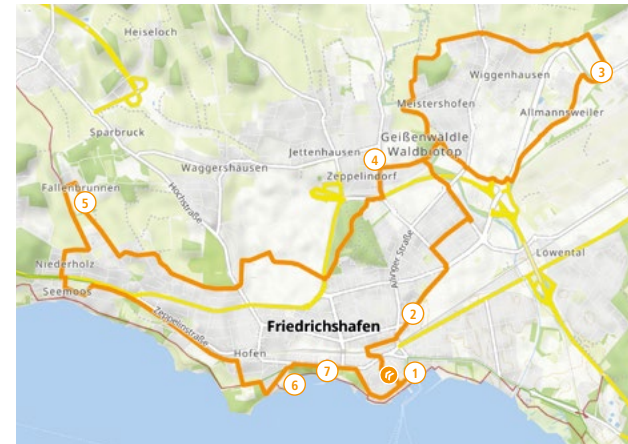 Heiseloch
Wiggenhausen
3
Meistershofen
Allmannsweiler
Sparbruck
Geißenwäldle
Waldbiotop
Jettenhausen
4
Waggershausen
Zeppelindorf
Fallenbrunnen
5
Hochstraße
Ailinger Straße
Löwental
Niederholz
Seemoos
Zeppelinstraße
2
Friedrichshafen
Hofen
7
1
6